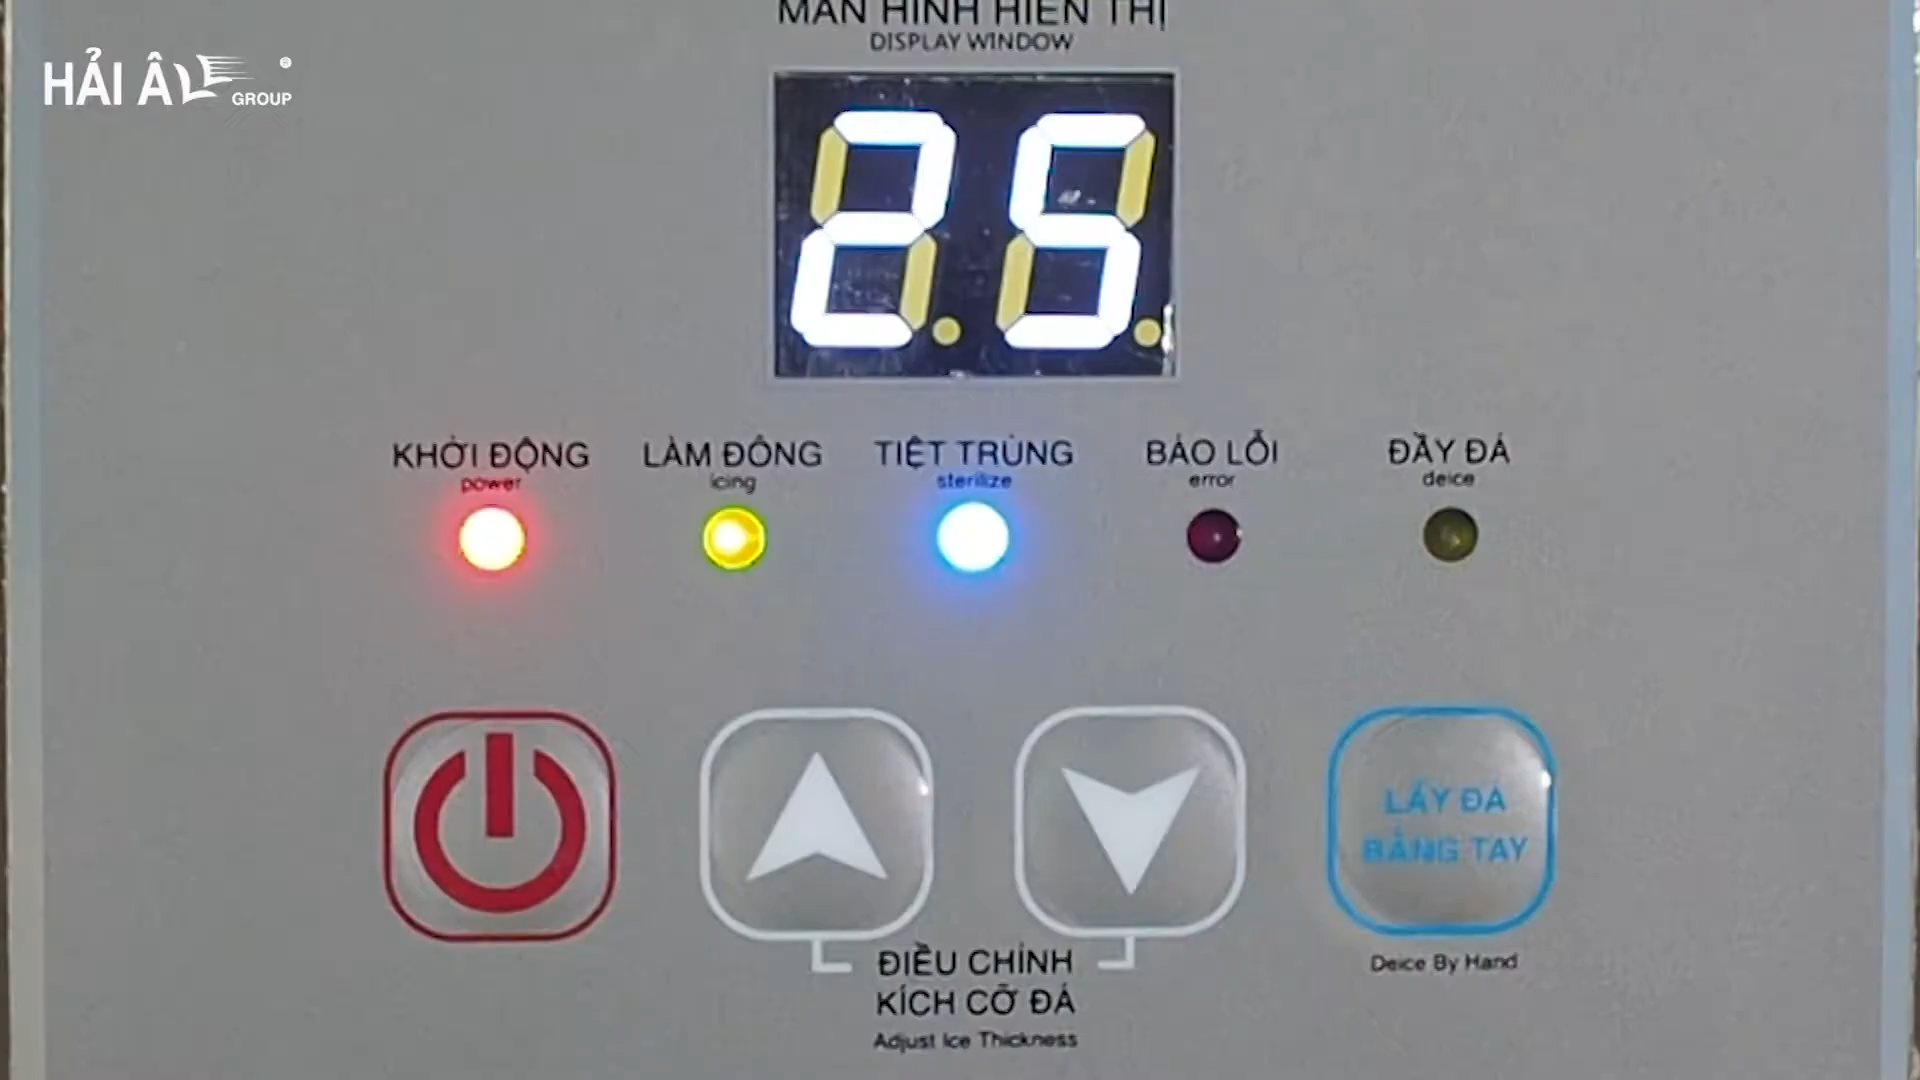 HẢI ÂU GROUP ®
MÀN HÌNH HIỂN THỊ
DISPLAY WINDOW
25
KHỞI ĐỘNG
power
LÀM ĐÔNG
icing
TIỆT TRÙNG
sterilize
BÁO LỖI
error
ĐẦY ĐÁ
deice
LẤY ĐÁ
BẰNG TAY
Deice By Hand
ĐIỀU CHỈNH
KÍCH CỠ ĐÁ
Adjust Ice Thickness